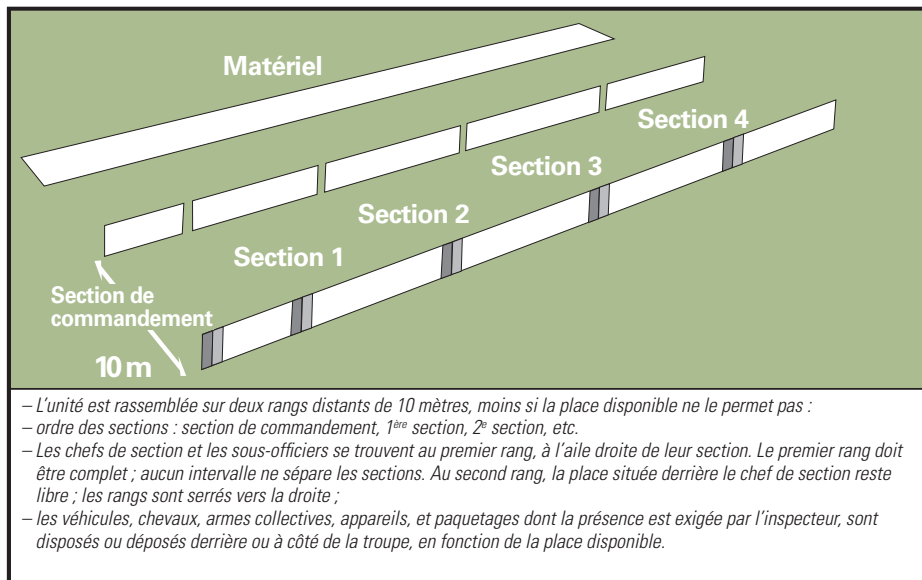 Matériel
Section 4
Section 3
Section 2
Section 1
Section de
commandement
10 m
– L'unité est rassemblée sur deux rangs distants de 10 mètres, moins si la place disponible ne le permet pas :
– ordre des sections : section de commandement, 1ère section, 2e section, etc.
– Les chefs de section et les sous-officiers se trouvent au premier rang, à l'aile droite de leur section. Le premier rang doit
être complet ; aucun intervalle ne sépare les sections. Au second rang, la place située derrière le chef de section reste
libre ; les rangs sont serrés vers la droite ;
– les véhicules, chevaux, armes collectives, appareils, et paquetages dont la présence est exigée par l'inspecteur, sont
disposés ou déposés derrière ou à côté de la troupe, en fonction de la place disponible.